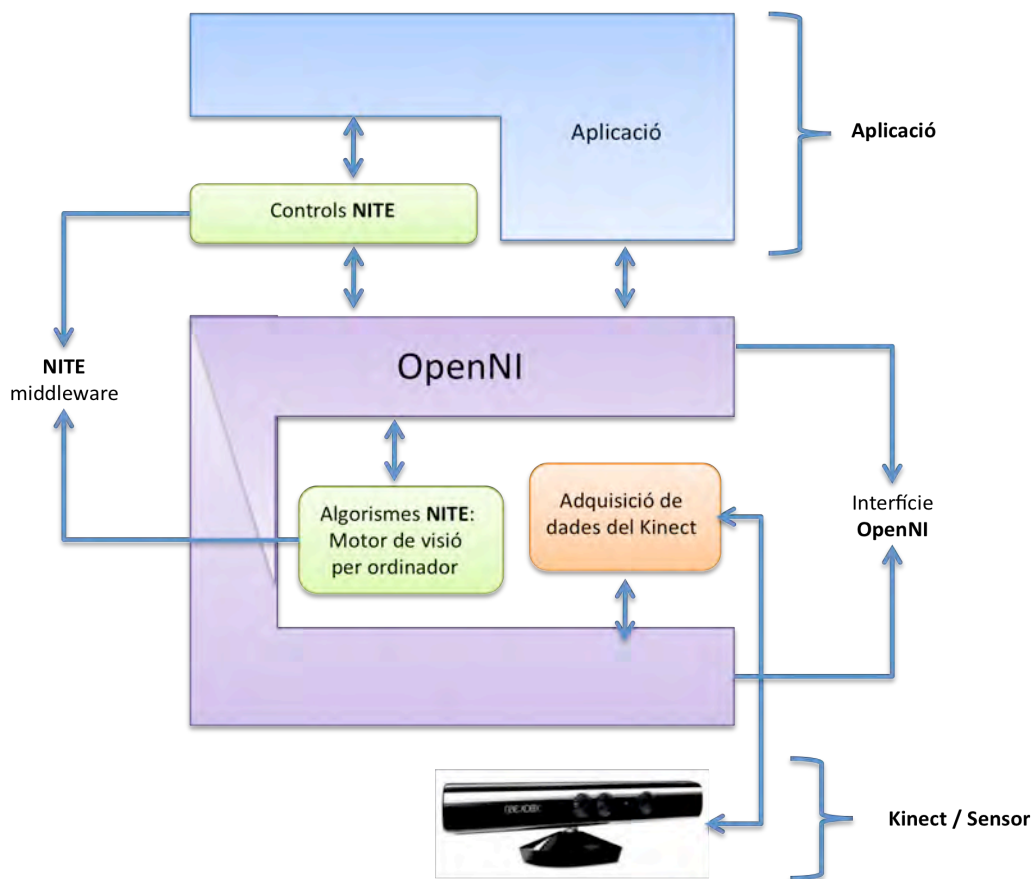 Aplicació
Aplicació
Controls NITE
NITE
middleware
OpenNI
Algorismes NITE:
Motor de visió
per ordinador
Adquisició de
dades del Kinect
Interfície
OpenNI
XBOX360
Kinect / Sensor